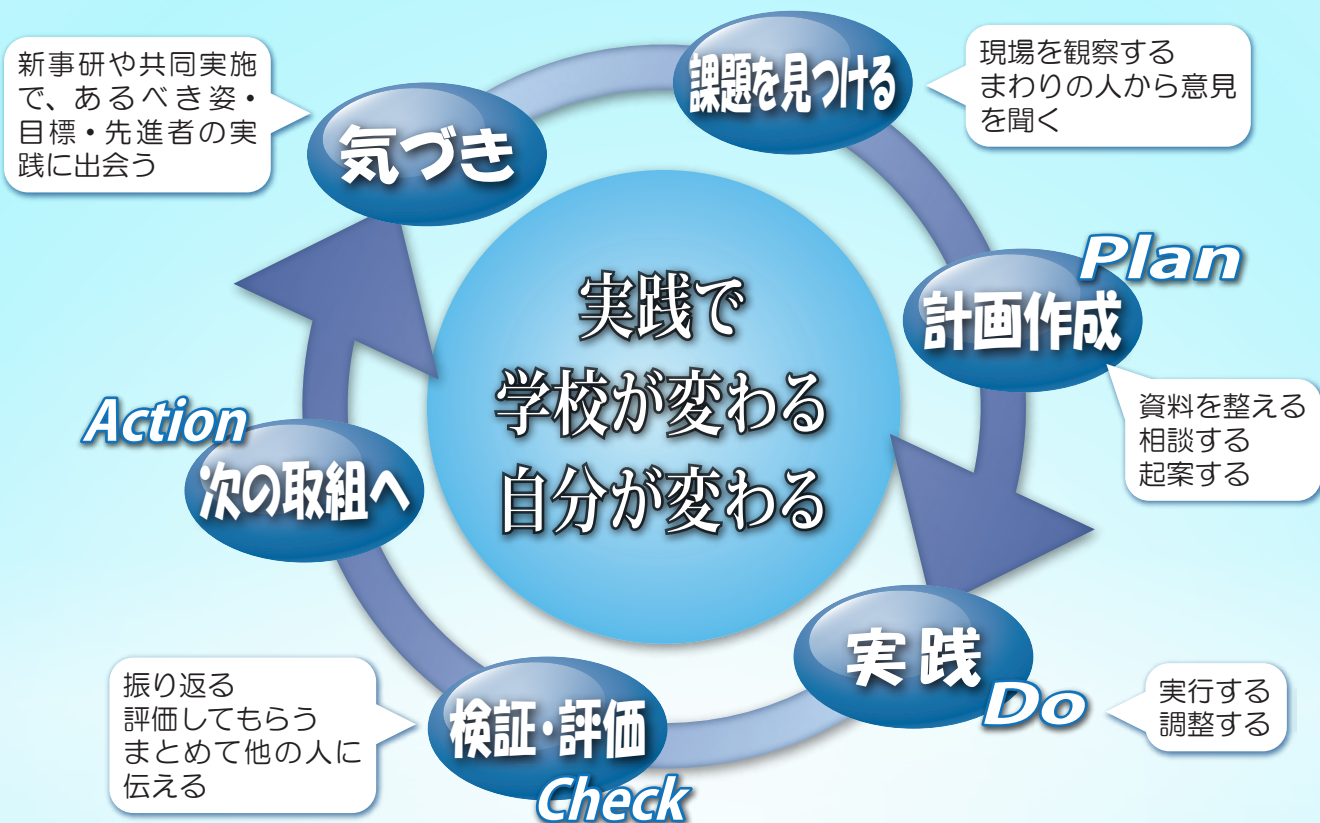 新事研や共同実施
で、あるべき姿・
目標・先進者の実
践に出会う
気づき
課題を見つける
現場を観察する
まわりの人から意見
を聞く
Plan
計画作成
資料を整える
相談する
起案する
実践で
学校が変わる
自分が変わる
実践
Do
実行する
調整する
検証・評価
Check
振り返る
評価してもらう
まとめて他の人に
伝える
Action
次の取組へ